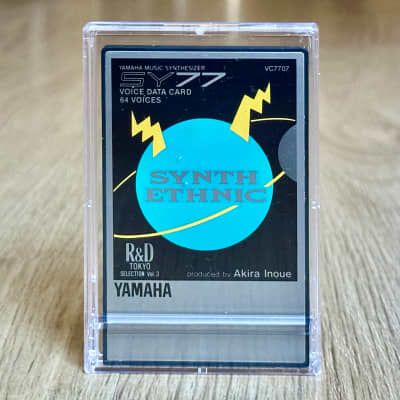 YAMAHA MUSIC SYNTHESIZER
VC7707
SY77
VOICE DATA CARD
64 VOICES
SYNTH
ETHNIC
R&D
TOKYO
SELECTION Vol.3
produced by Akira Inoue
YAMAHA